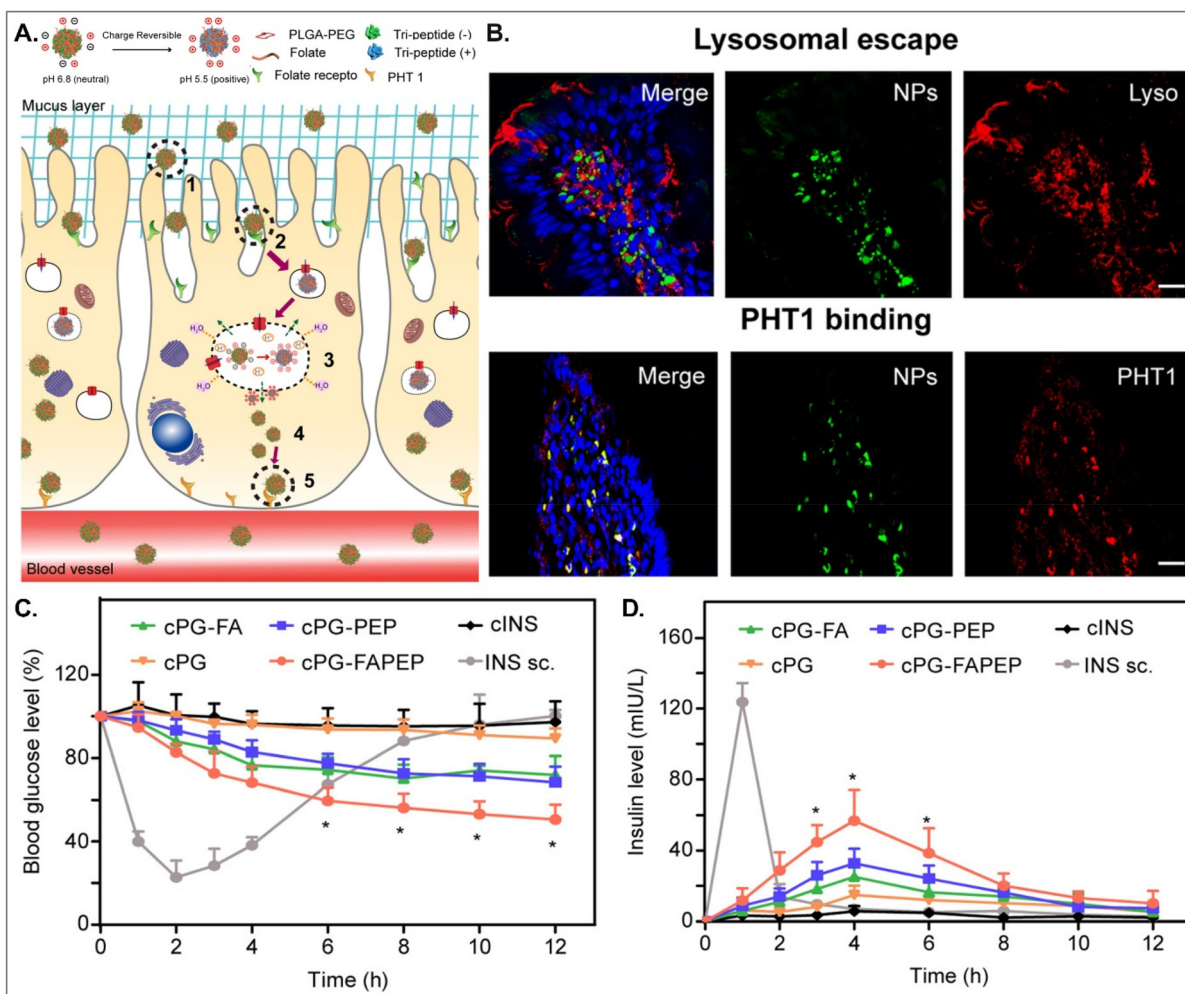 A.
Charge Reversible
pH 6.8 (neutral)
pH 5.5 (positive)
PLGA-PEG
Folate
Folate recepto
Tri-peptide (-)
Tri-peptide (+)
PHT 1
Mucus layer
1
2
H₂O
H₂O
H⁺
H⁺
H⁺
3
H₂O
H₂O
4
5
Blood vessel
B.
Lysosomal escape
Merge
NPs
Lyso
PHT1 binding
Merge
NPs
PHT1
C.
cPG-FA
cPG-PEP
cINS
cPG
cPG-FAPEP
INS sc.
Blood glucose level (%)
120
80
40
0
* * * *
0 2 4 6 8 10 12
Time (h)
D.
cPG-FA
cPG-PEP
cINS
cPG
cPG-FAPEP
INS sc.
Insulin level (mIU/L)
160
120
80
40
0
* * *
0 2 4 6 8 10 12
Time (h)